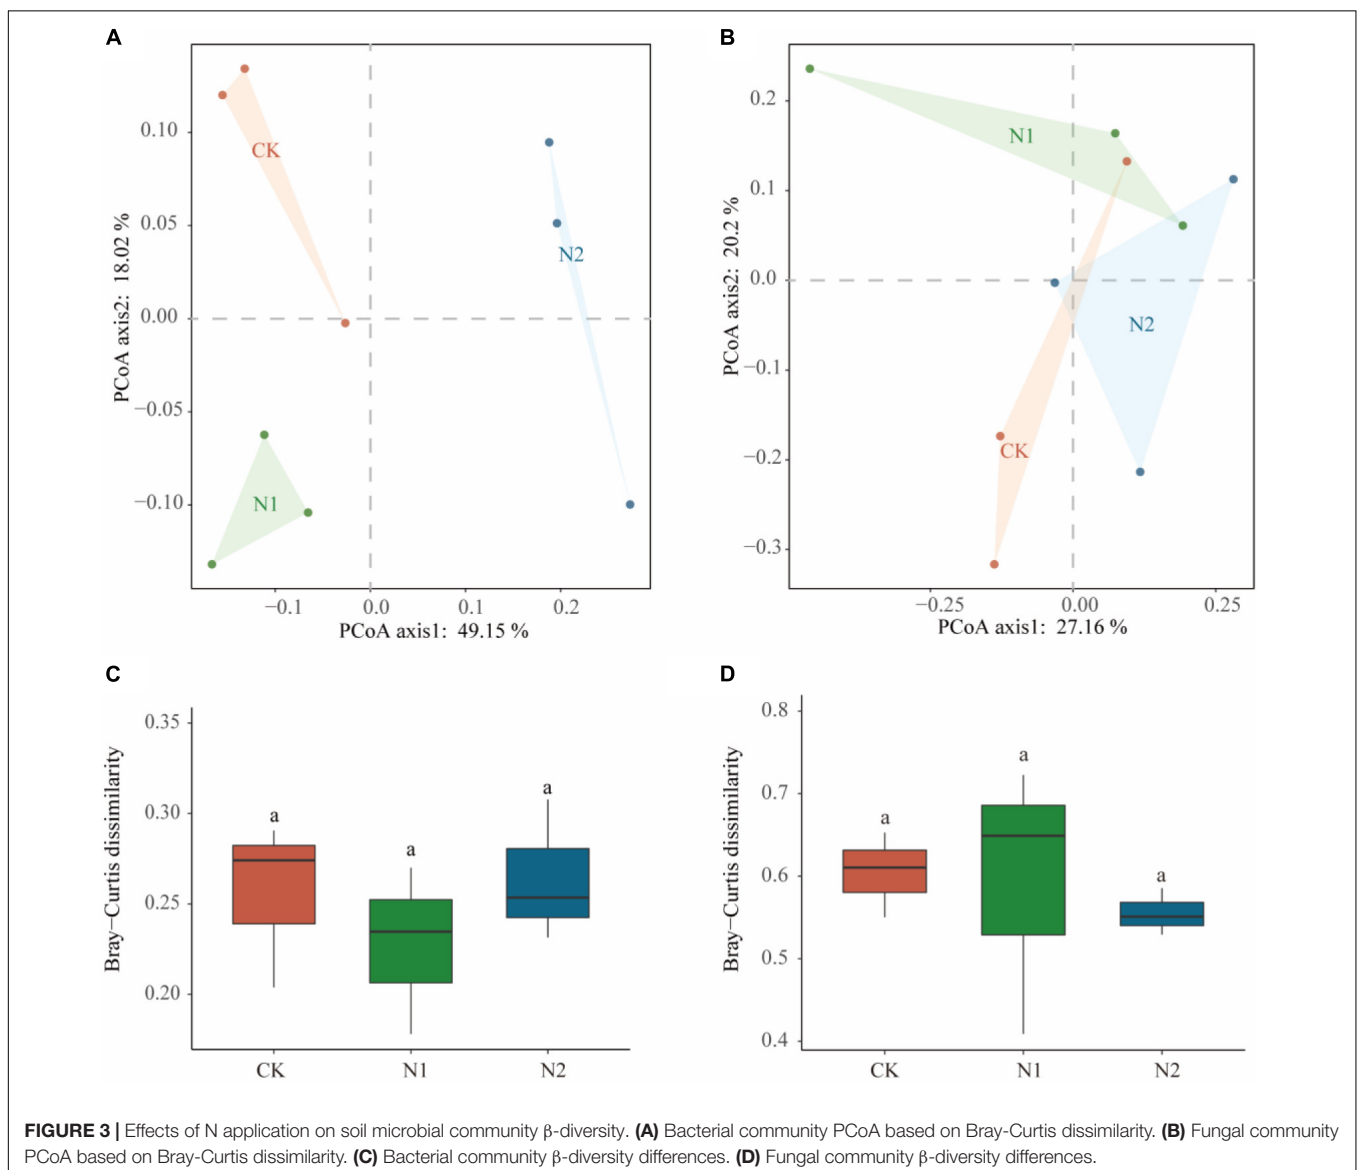 A
CK
N2
N1
0.10
0.05
0.00
−0.05
−0.10
PCoA axis2: 18.02 %
−0.1
0.0
0.1
0.2
PCoA axis1: 49.15 %
B
N1
N2
CK
0.2
0.1
0.0
−0.1
−0.2
−0.3
PCoA axis2: 20.2 %
−0.25
0.00
0.25
PCoA axis1: 27.16 %
C
0.35
0.30
0.25
0.20
Bray−Curtis dissimilarity
a
a
a
CK
N1
N2
D
0.8
0.7
0.6
0.5
0.4
Bray−Curtis dissimilarity
a
a
a
CK
N1
N2
FIGURE 3 | Effects of N application on soil microbial community β-diversity. (A) Bacterial community PCoA based on Bray-Curtis dissimilarity. (B) Fungal community
PCoA based on Bray-Curtis dissimilarity. (C) Bacterial community β-diversity differences. (D) Fungal community β-diversity differences.